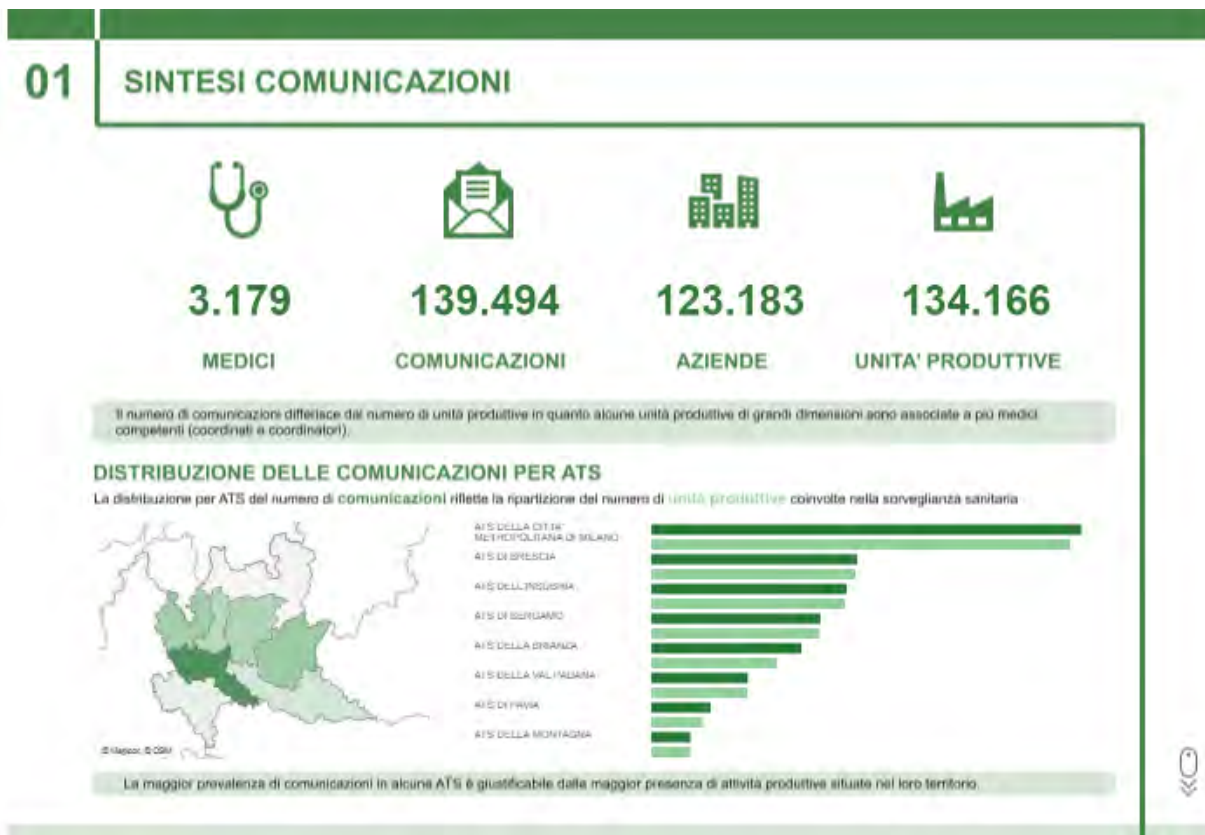 01
SINTESI COMUNICAZIONI
3.179
139.494
123.183
134.166
MEDICI
COMUNICAZIONI
AZIENDE
UNITA' PRODUTTIVE
Il numero di comunicazioni differisce dal numero di unità produttive in quanto alcune unità produttive di grandi dimensioni sono associate a più medici
competenti (coordinati e coordinatori).
DISTRIBUZIONE DELLE COMUNICAZIONI PER ATS
La distribuzione per ATS del numero di comunicazioni riflette la ripartizione del numero di unità produttive coinvolte nella sorveglianza sanitaria
ATS DELLA CITTA'
METROPOLITANA DI MILANO
ATS DI BRESCIA
ATS DELL'INSUBRIA
ATS DI BERGAMO
ATS DELLA BRIANZA
ATS DELLA VAL PADANA
ATS DI PAVIA
ATS DELLA MONTAGNA
© Mapbox, © OSM
La maggior prevalenza di comunicazioni in alcune ATS è giustificabile dalla maggior presenza di attività produttive situate nel loro territorio.